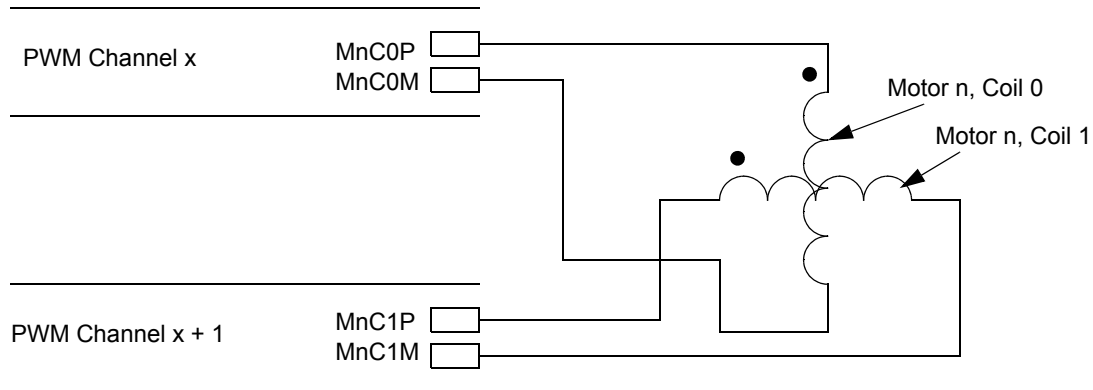 PWM Channel x
MnC0P
MnC0M
Motor n, Coil 0
Motor n, Coil 1
PWM Channel x + 1
MnC1P
MnC1M